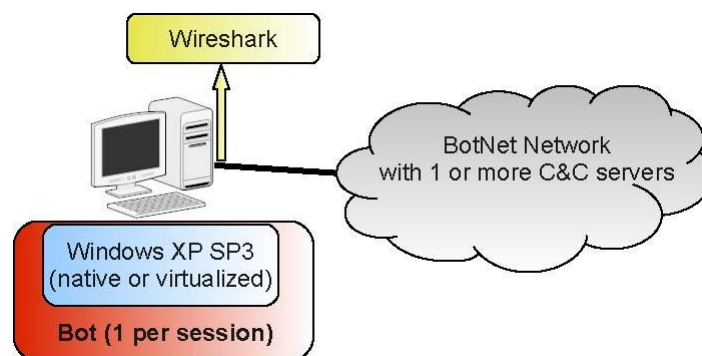 Wireshark
BotNet Network
with 1 or more C&C servers
Windows XP SP3
(native or virtualized)
Bot (1 per session)